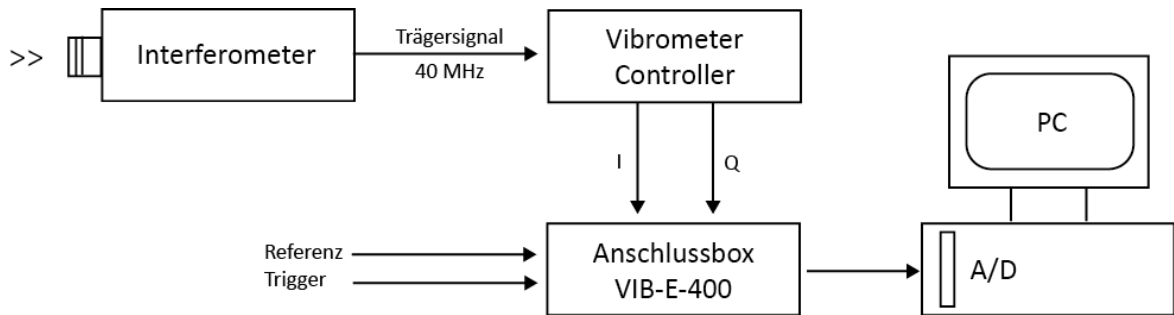 >>
Interferometer
Trägersignal
40 MHz
Vibrometer
Controller
I
Q
PC
Referenz
Trigger
Anschlussbox
VIB-E-400
A/D